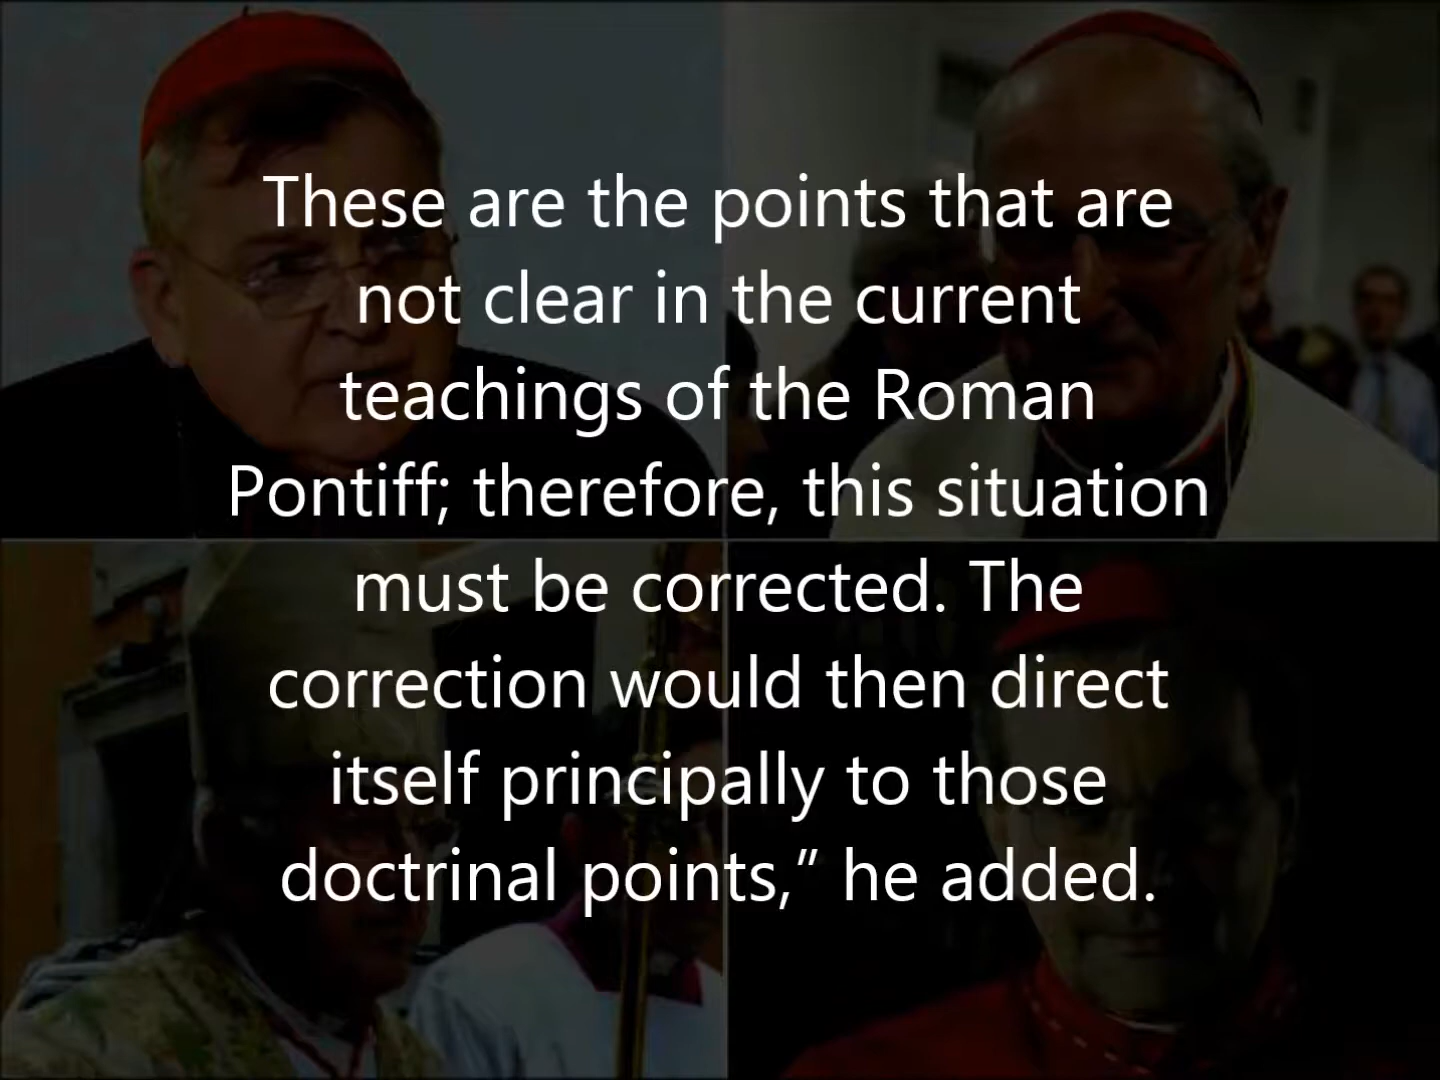 These are the points that are
not clear in the current
teachings of the Roman
Pontiff; therefore, this situation
must be corrected. The
correction would then direct
itself principally to those
doctrinal points,” he added.